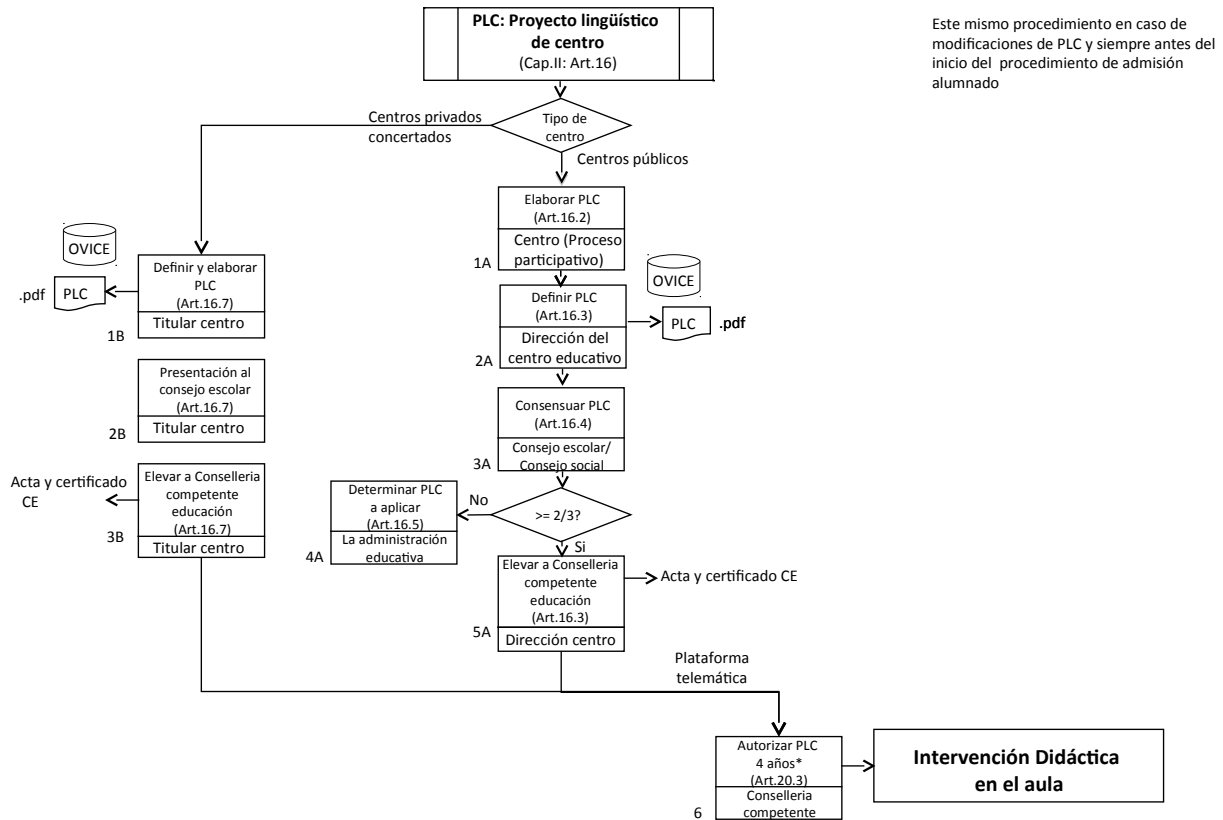 PLC: Proyecto lingüístico
de centro
(Cap.II: Art.16)
Este mismo procedimiento en caso de
modificaciones de PLC y siempre antes del
inicio del procedimiento de admisión
alumnado
Tipo de
centro
Centros privados
concertados
Centros públicos
Elaborar PLC
(Art.16.2)
Centro (Proceso
participativo)
1A
OVICE
.pdf
PLC
Definir y elaborar
PLC
(Art.16.7)
Titular centro
1B
Definir PLC
(Art.16.3)
Dirección del
centro educativo
2A
OVICE
PLC
.pdf
Presentación al
consejo escolar
(Art.16.7)
Titular centro
2B
Consensuar PLC
(Art.16.4)
Consejo escolar/
Consejo social
3A
Acta y certificado
CE
Elevar a Conselleria
competente
educación
(Art.16.7)
Titular centro
3B
Determinar PLC
a aplicar
(Art.16.5)
La administración
educativa
4A
No
>= 2/3?
Si
Elevar a Conselleria
competente
educación
(Art.16.3)
Dirección centro
5A
Acta y certificado CE
Plataforma
telemática
Autorizar PLC
4 años*
(Art.20.3)
Conselleria
competente
6
Intervención Didáctica
en el aula